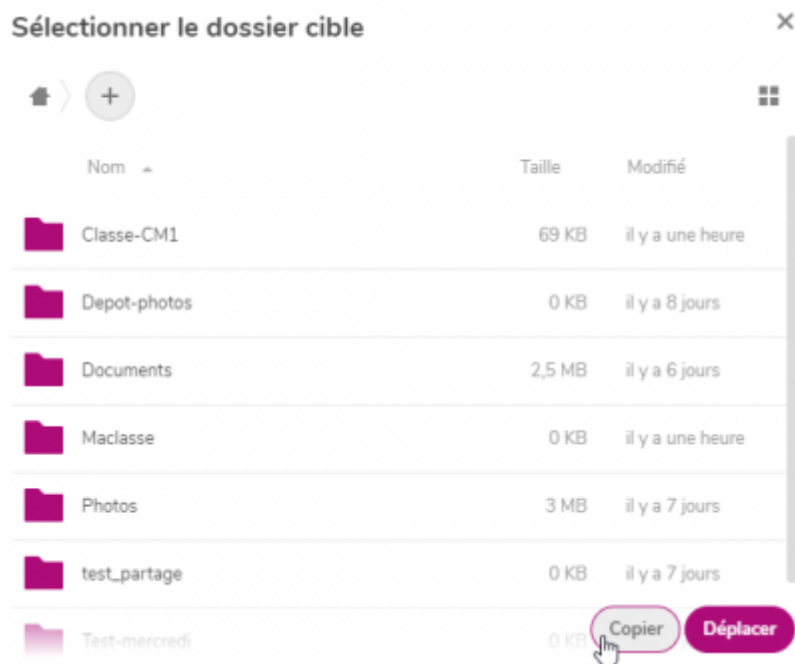 Sélectionner le dossier cible
Nom Taille Modifié
Classe-CM1 69 KB il y a une heure
Depot-photos 0 KB il y a 8 jours
Documents 2,5 MB il y a 6 jours
Maclasse 0 KB il y a une heure
Photos 3 MB il y a 7 jours
test_partage 0 KB il y a 7 jours
Test-mercredi 0 KB
Copier Déplacer